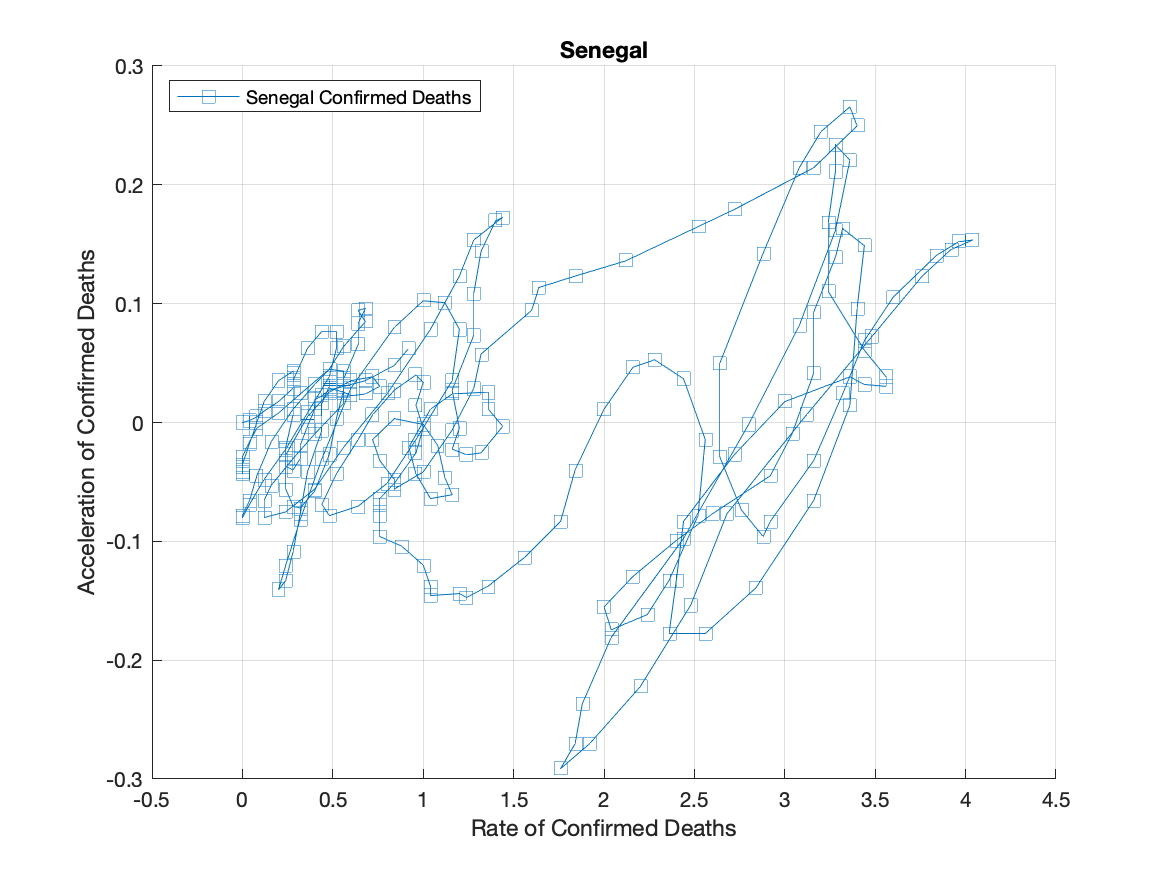 Senegal
Senegal Confirmed Deaths
0.3
0.2
0.1
0
-0.1
-0.2
-0.3
Acceleration of Confirmed Deaths
-0.5 0 0.5 1 1.5 2 2.5 3 3.5 4 4.5
Rate of Confirmed Deaths